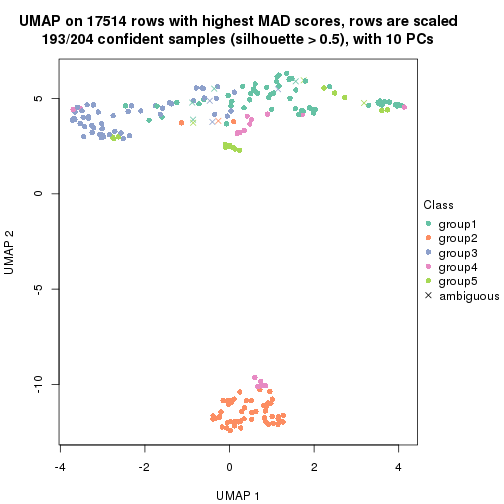 UMAP on 17514 rows with highest MAD scores, rows are scaled
193/204 confident samples (silhouette > 0.5), with 10 PCs
5
0
-5
-10
UMAP 2
-4
-2
0
2
4
UMAP 1
Class
group1
group2
group3
group4
group5
ambiguous